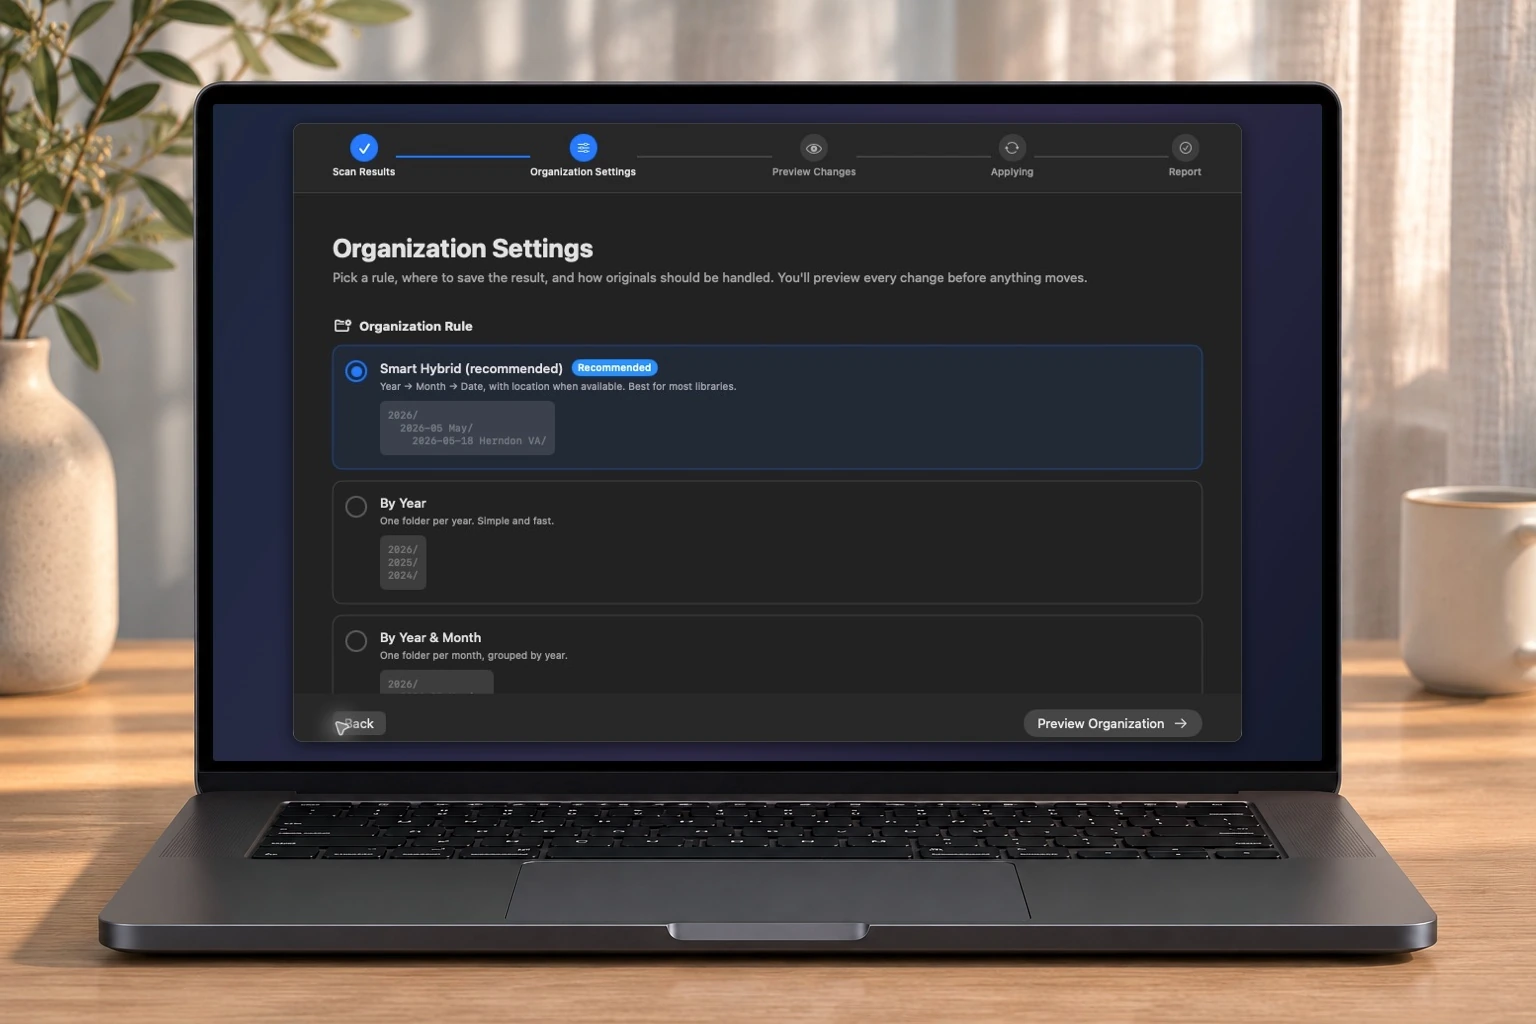 Scan Results
Organization Settings
Preview Changes
Applying
Report
Organization Settings
Pick a rule, where to save the result, and how originals should be handled. You'll preview every change before anything moves.
Organization Rule
Smart Hybrid (recommended) Recommended
Year → Month → Date, with location when available. Best for most libraries.
2026/
2026-05 May/
2026-05-18 Herndon VA/
By Year
One folder per year. Simple and fast.
2026/
2025/
2024/
By Year & Month
One folder per month, grouped by year.
2026/
Back
Preview Organization →